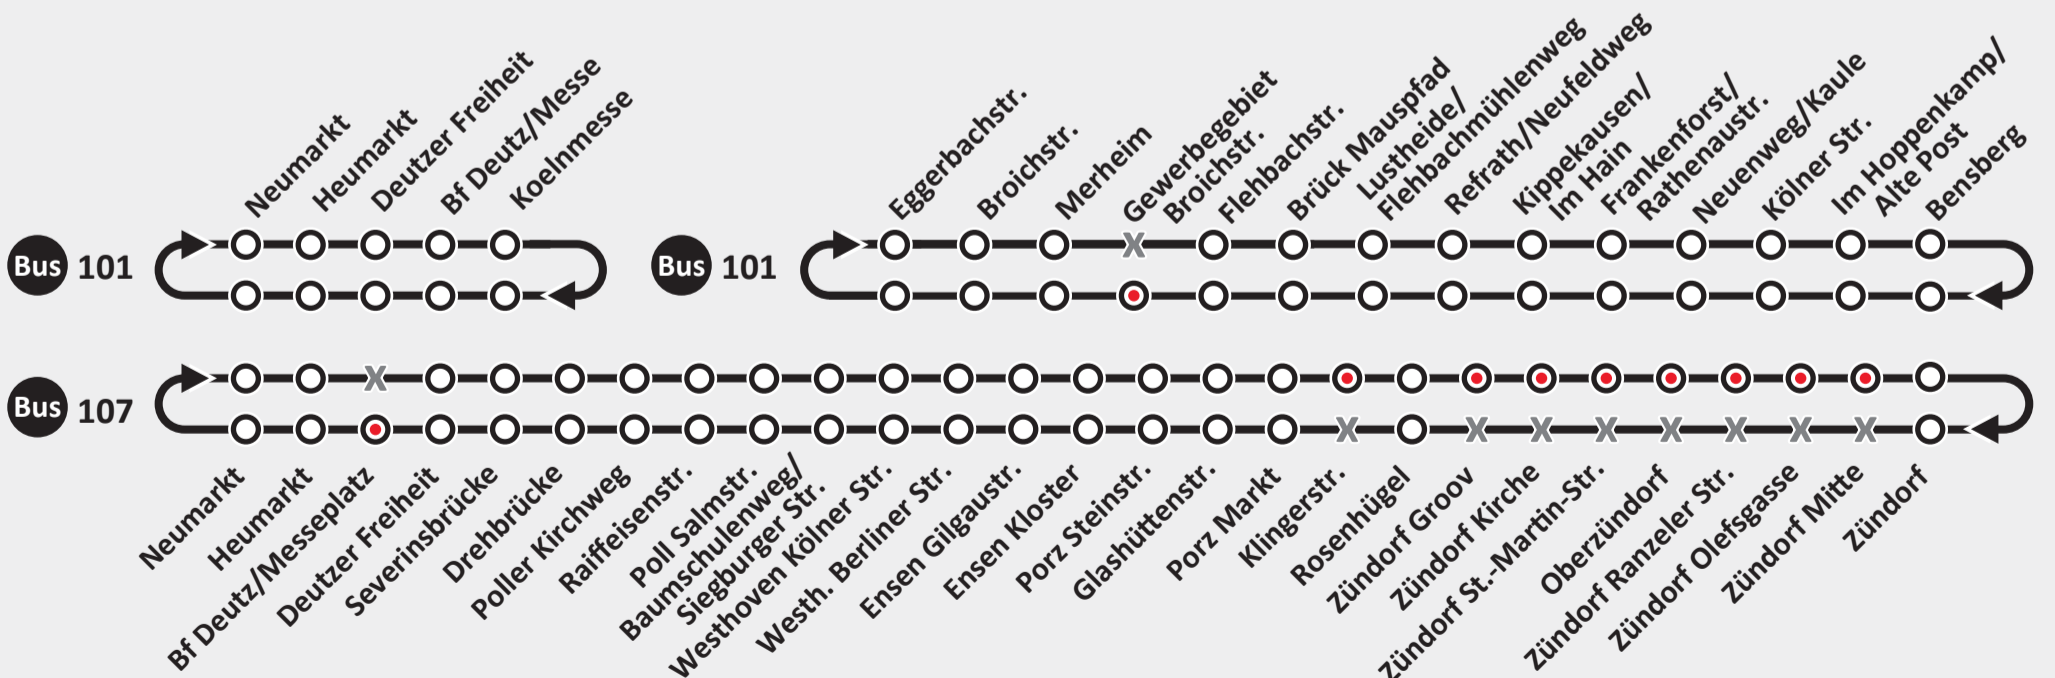 Neumarkt
Heumarkt
Deutzer Freiheit
Bf Deutz/Messe
Koelnmesse
Bus 101
Eggerbachstr.
Broichstr.
Merheim
Gewerbegebiet
Broichstr.
Flehbachstr.
Brück Mauspfad
Lustheide/
Flehbachmühlenweg
Refrath/Neufeldweg
Kippekausen/
Im Hain
Frankenforst/
Rathenaustr.
Neuenweg/Kaule
Kölner Str.
Im Hoppenkamp/
Alte Post
Bensberg
Bus 101
X
Bus 107
X
X X X X X X X X
Neumarkt
Heumarkt
Bf Deutz/Messeplatz
Deutzer Freiheit
Severinsbrücke
Drehbrücke
Poller Kirchweg
Raiffeisenstr.
Poll Salmstr.
Baumschulenweg/
Siegburger Str.
Westhoven Kölner Str.
Westh. Berliner Str.
Ensen Gilgaustr.
Ensen Kloster
Porz Steinstr.
Glashüttenstr.
Porz Markt
Klingerstr.
Rosenhügel
Zündorf Groov
Zündorf Kirche
Zündorf St.-Martin-Str.
Oberzündorf
Zündorf Ranzeler Str.
Zündorf Olefsgasse
Zündorf Mitte
Zündorf